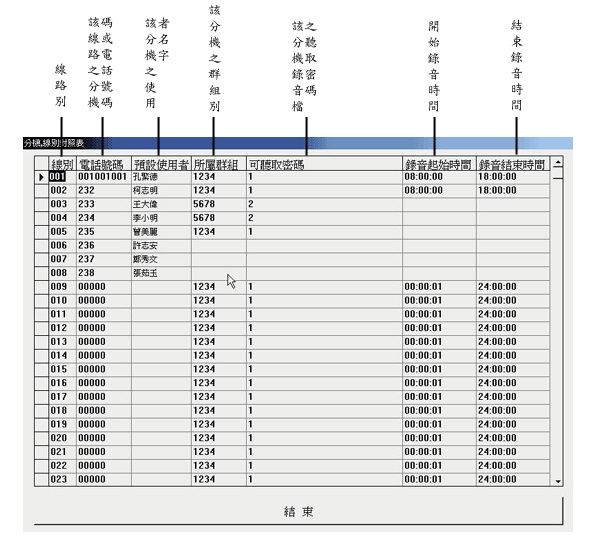 線路別
該線路之分機
碼或電話號碼
該分機之使用
者名字
該分機之群組別
該分機錄音檔
之聽取密碼
開始錄音時間
結束錄音時間
分機,線別對照表
線別 電話號碼 預設使用者 所屬群組 可聽取密碼 錄音起始時間 錄音結束時間
001 001001001 孔繁德 1234 1 08:00:00 18:00:00
002 232 柯志明 1234 1 08:00:00 18:00:00
003 233 王大偉 5678 2
004 234 李小明 5678 2
005 235 曾美麗 1234 1
006 236 許志安
007 237 鄭秀文
008 238 張茹玉
009 00000 1234 1 00:00:01 24:00:00
010 00000 1234 1 00:00:01 24:00:00
011 00000 1234 1 00:00:01 24:00:00
012 00000 1234 1 00:00:01 24:00:00
013 00000 1234 1 00:00:01 24:00:00
014 00000 1234 1 00:00:01 24:00:00
015 00000 1234 1 00:00:01 24:00:00
016 00000 1234 1 00:00:01 24:00:00
017 00000 1234 1 00:00:01 24:00:00
018 00000 1234 1 00:00:01 24:00:00
019 00000 1234 1 00:00:01 24:00:00
020 00000 1234 1 00:00:01 24:00:00
021 00000 1234 1 00:00:01 24:00:00
022 00000 1234 1 00:00:01 24:00:00
023 00000 1234 1 00:00:01 24:00:00
結 束